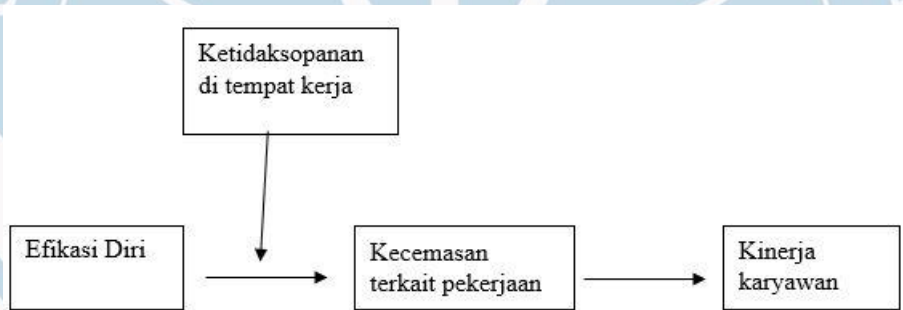 Ketidaksopanan
di tempat kerja
Efikasi Diri
Kecemasan
terkait pekerjaan
Kinerja
karyawan